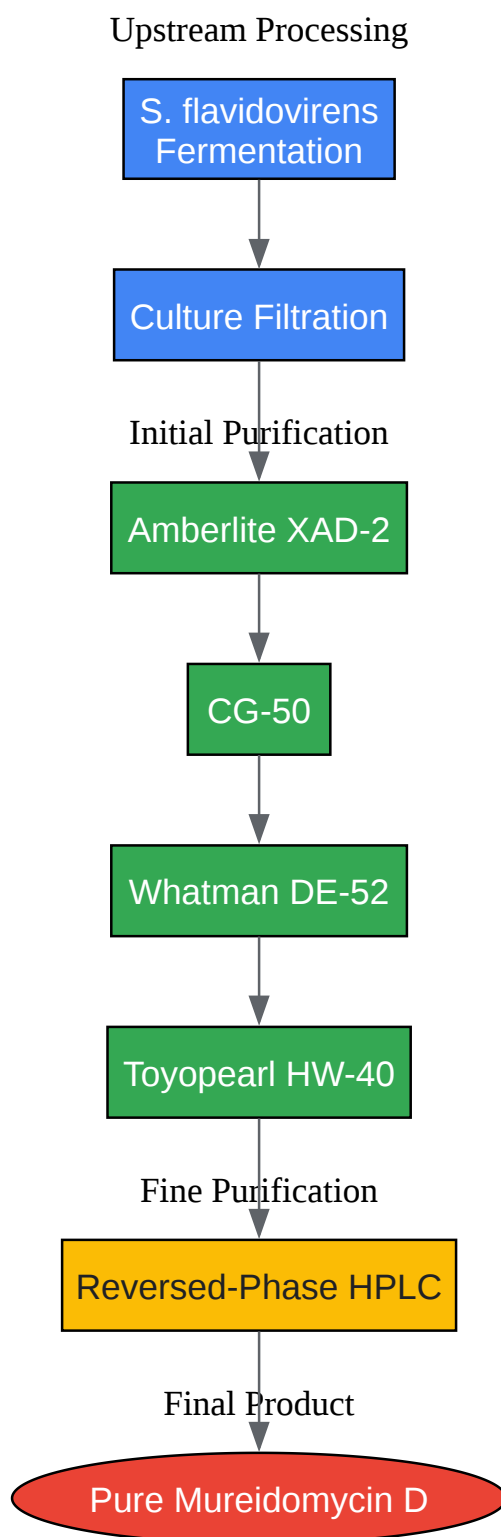 Upstream Processing
S. flavidovirens
Fermentation
Culture Filtration
Initial Purification
Amberlite XAD-2
CG-50
Whatman DE-52
Toyopearl HW-40
Fine Purification
Reversed-Phase HPLC
Final Product
Pure Mureidomycin D